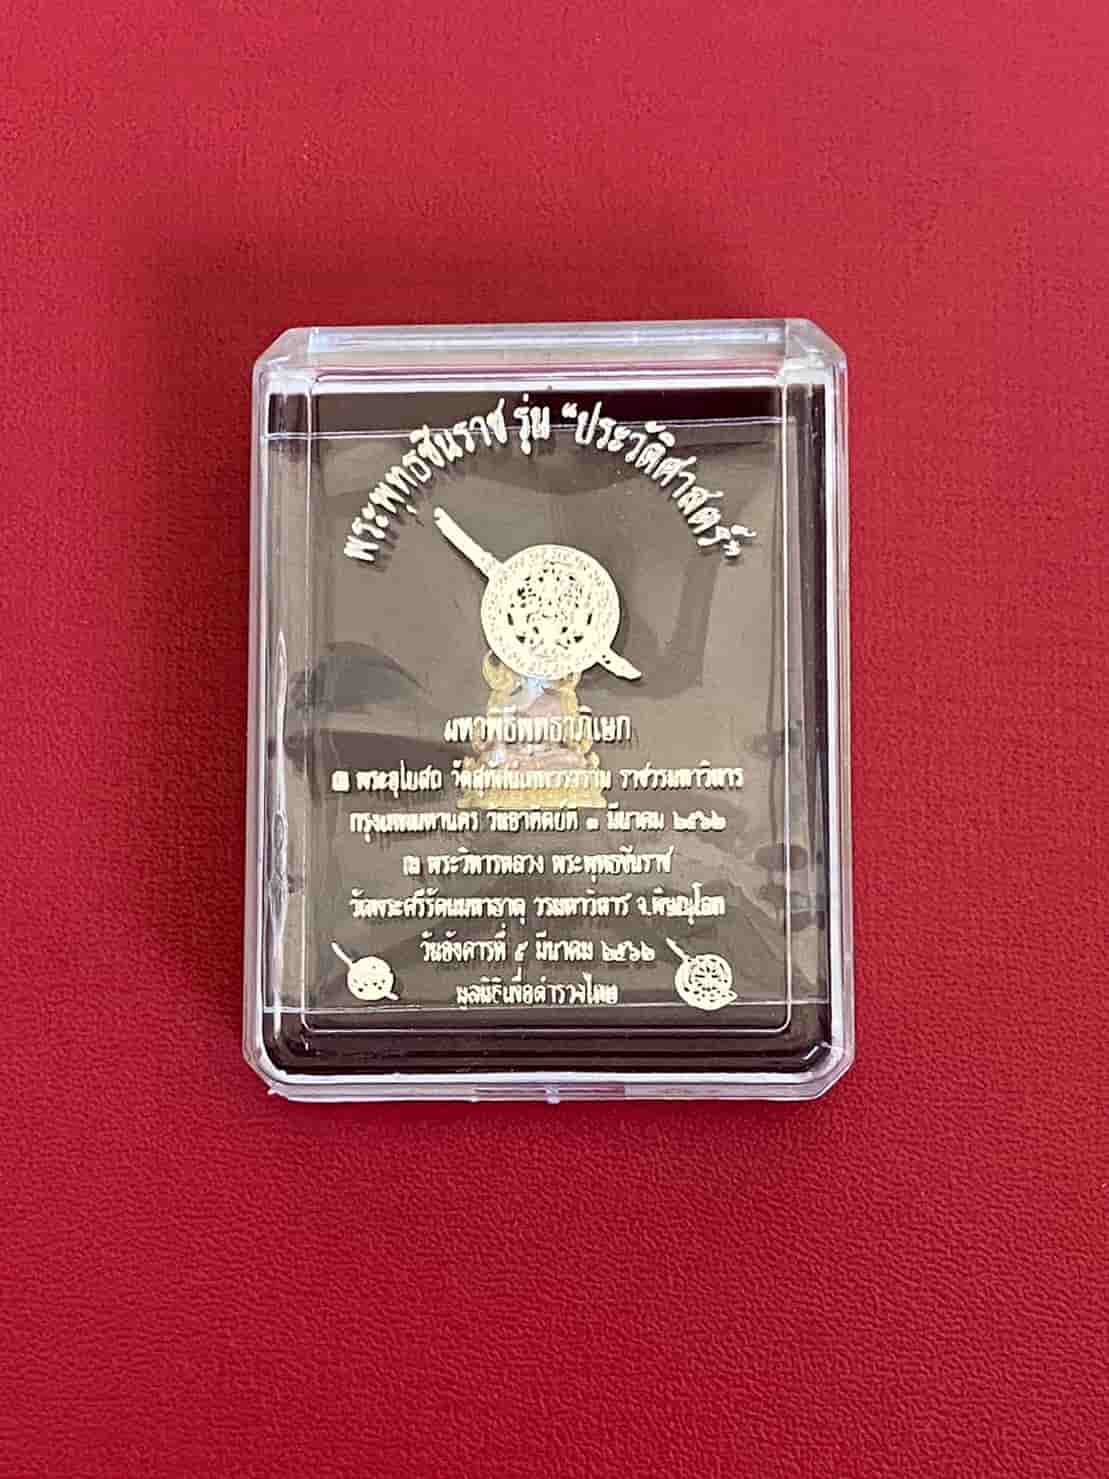 พระพุทธชินราช รุ่น "ประวัติศาสตร์"
มหาพิธีพุทธาภิเษก
ณ พระอุโบสถ วัดสุทัศน์เทพวราราม ราชวรมหาวิหาร
กรุงเทพมหานคร วันอาทิตย์ที่ ๓ มีนาคม ๒๕๖๒
ณ พระวิหารหลวง พระพุทธชินราช
วัดพระศรีรัตนมหาธาตุ วรมหาวิหาร จ.พิษณุโลก
วันอังคารที่ ๕ มีนาคม ๒๕๖๒
มูลนิธิเพื่อตำรวจไทย